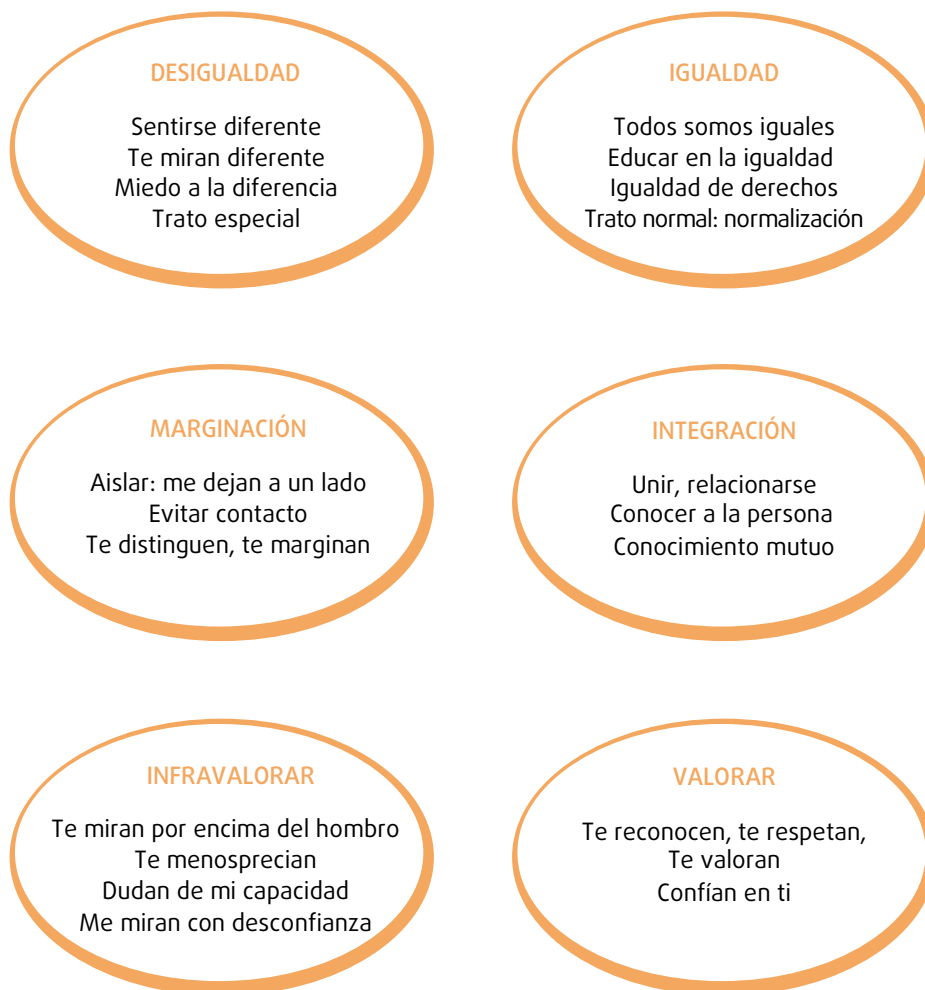 DESIGUALDAD
Sentirse diferente
Te miran diferente
Miedo a la diferencia
Trato especial
IGUALDAD
Todos somos iguales
Educar en la igualdad
Igualdad de derechos
Trato normal: normalización
MARGINACIÓN
Aislar: me dejan a un lado
Evitar contacto
Te distinguen, te marginan
INTEGRACIÓN
Unir, relacionarse
Conocer a la persona
Conocimiento mutuo
INFRAVALORAR
Te miran por encima del hombro
Te menosprecian
Dudan de mi capacidad
Me miran con desconfianza
VALORAR
Te reconocen, te respetan,
Te valoran
Confían en ti